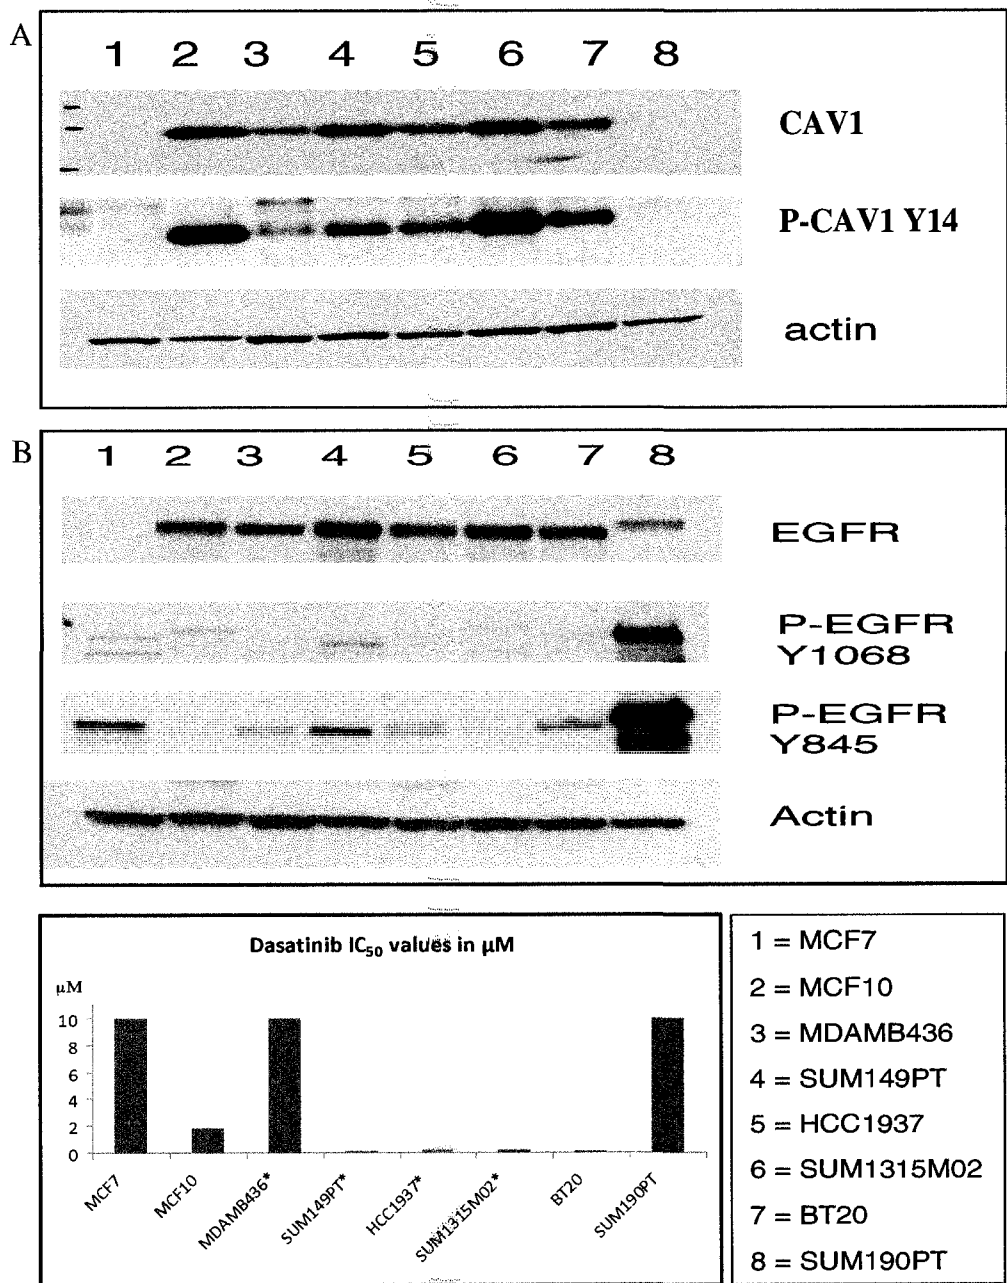 A
1 2 3 4 5 6 7 8
CAV1
P-CAV1 Y14
actin
B
1 2 3 4 5 6 7 8
EGFR
P-EGFR
Y1068
P-EGFR
Y845
Actin
Dasatinib IC50 values in µM
µM
10
8
6
4
2
0
MCF7
MCF10
MDAMB436*
SUM149PT*
HCC1937*
SUM1315M02*
BT20
SUM190PT
1 = MCF7
2 = MCF10
3 = MDAMB436
4 = SUM149PT
5 = HCC1937
6 = SUM1315M02
7 = BT20
8 = SUM190PT